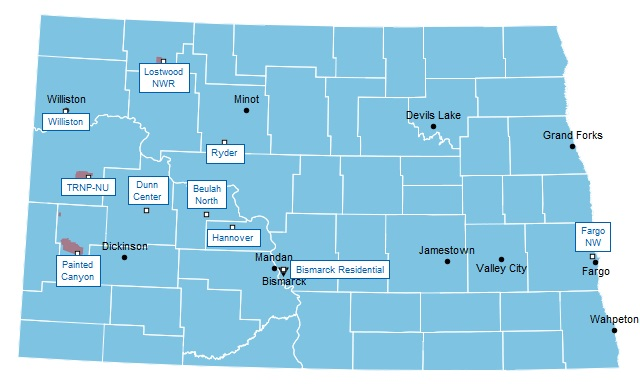 Lostwood
NWR
Williston
Williston
Minot
Devils Lake
Grand Forks
Ryder
TRNP-NU
Dunn
Center
Beulah
North
Hannover
Fargo
NW
Fargo
Painted
Canyon
Dickinson
Mandan
Bismarck Residential
Bismarck
Jamestown
Valley City
Wahpeton